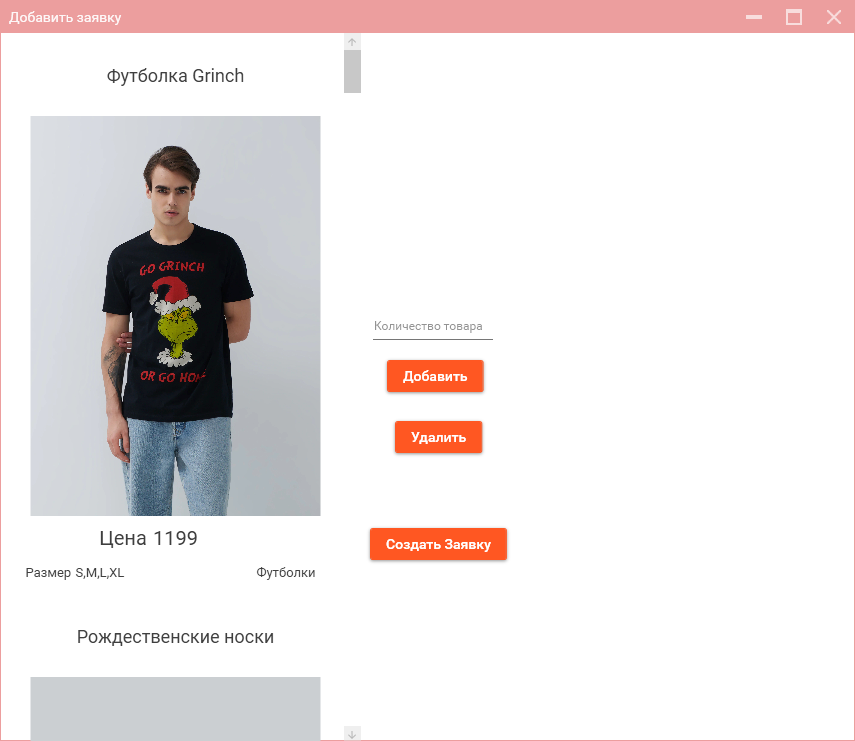 Добавить заявку
Футболка Grinch
GO GRINCH
OR GO HOME
Цена 1199
Размер S,M,L,XL
Футболки
Рождественские носки
Количество товара
Добавить
Удалить
Создать Заявку